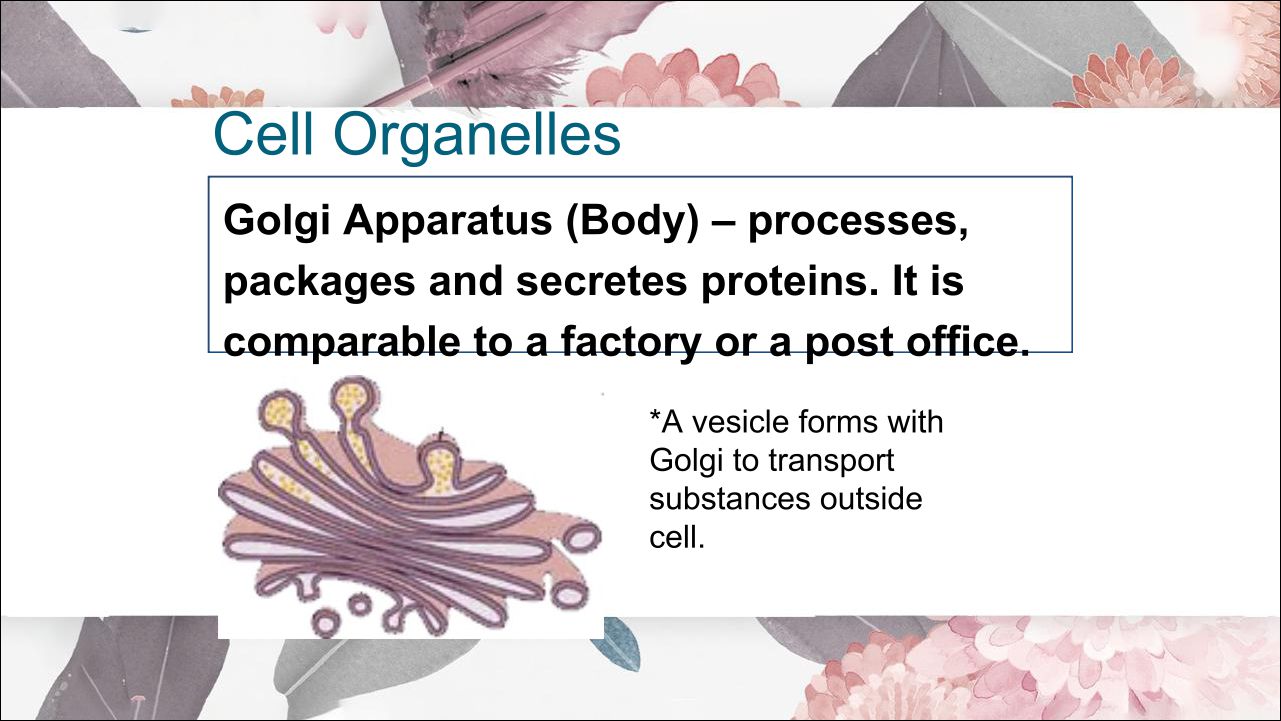 Cell Organelles
Golgi Apparatus (Body) – processes,
packages and secretes proteins. It is
comparable to a factory or a post office.
*A vesicle forms with
Golgi to transport
substances outside
cell.